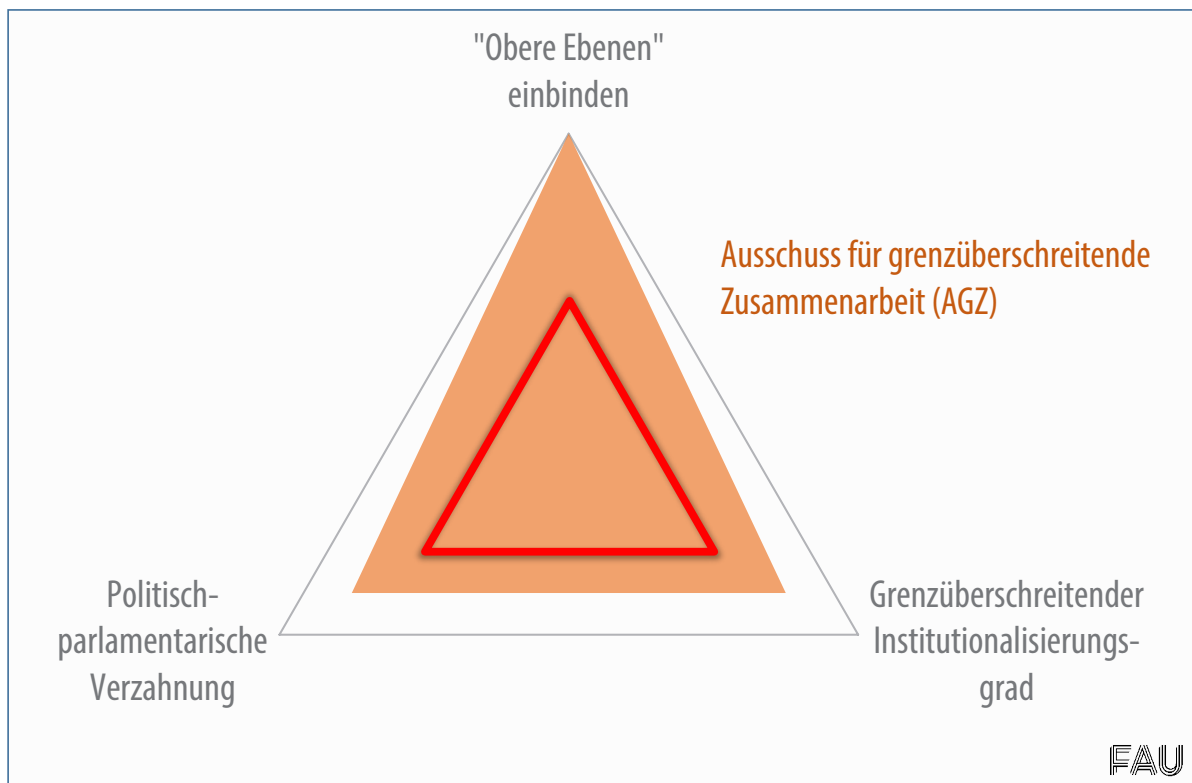 "Obere Ebenen"
einbinden
Ausschuss für grenzüberschreitende
Zusammenarbeit (AGZ)
Politisch-
parlamentarische
Verzahnung
Grenzüberschreitender
Institutionalisierungs-
grad
FAU